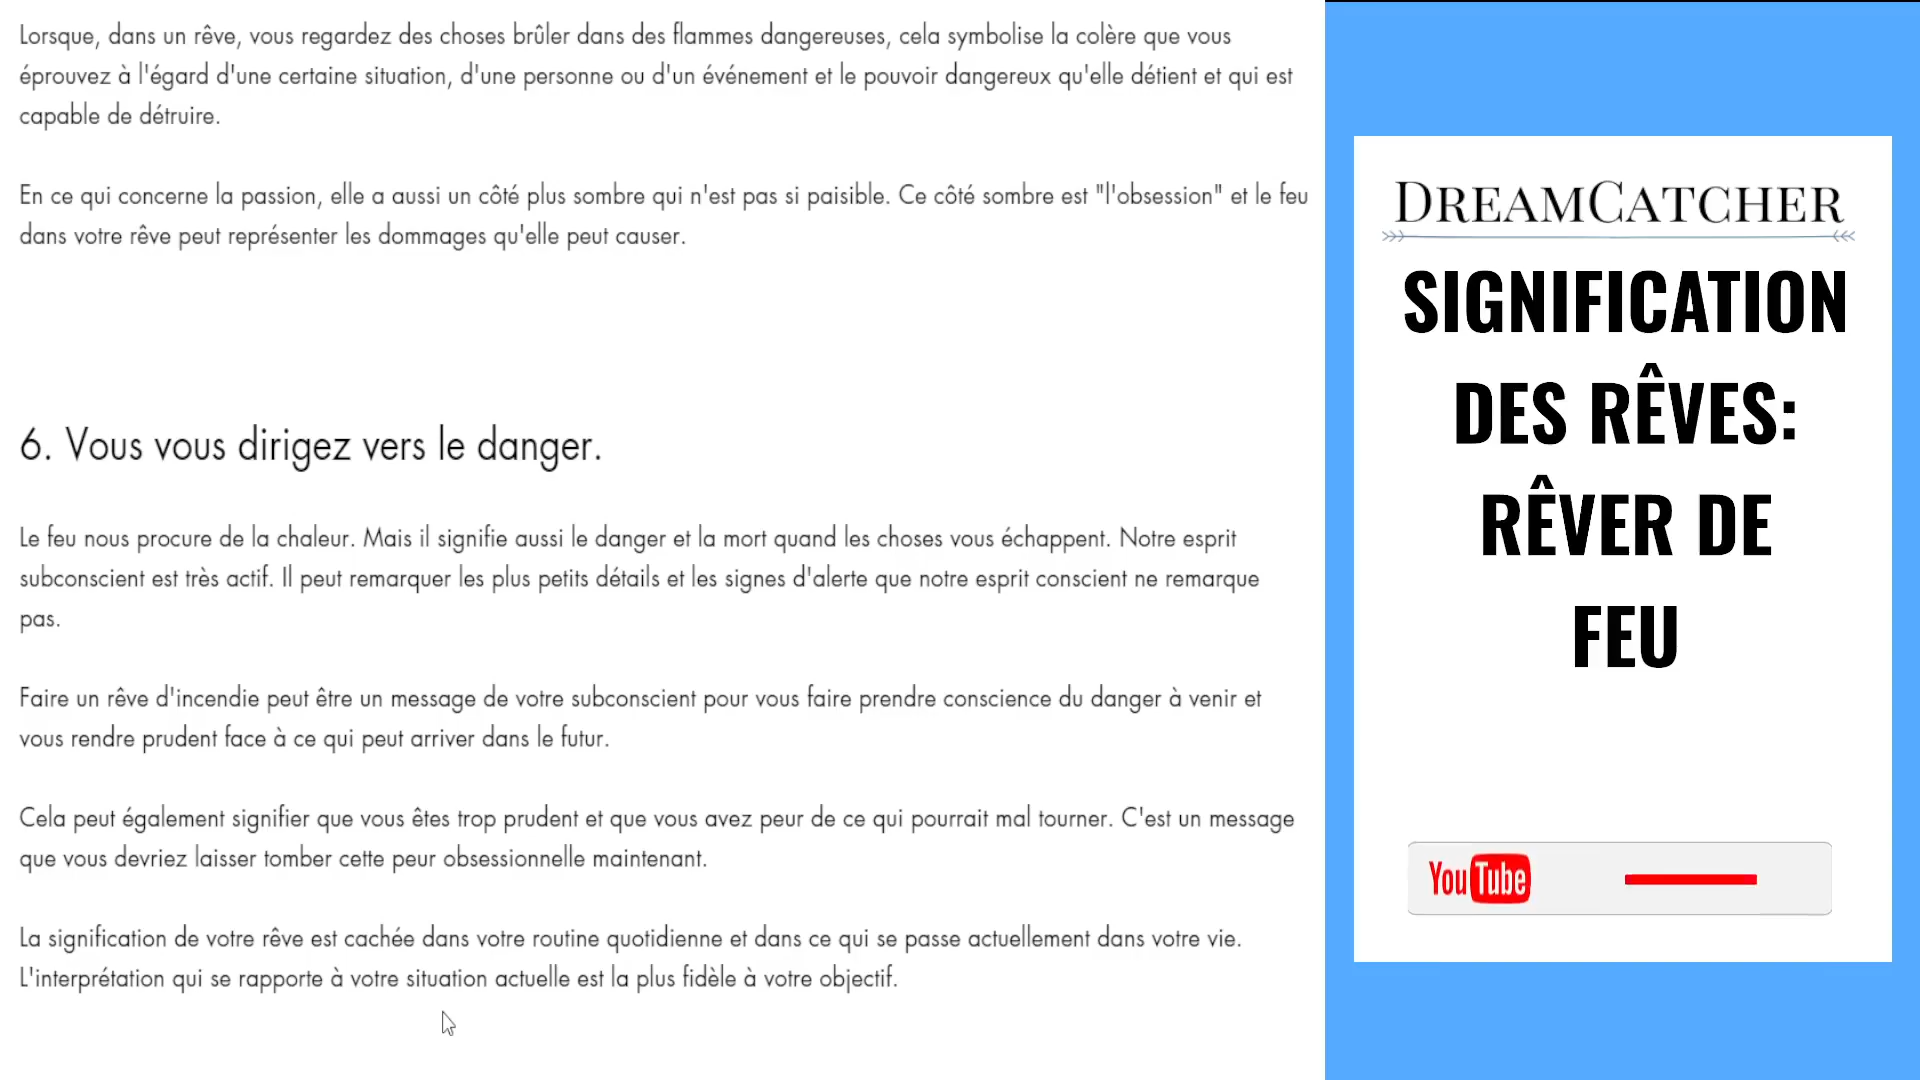 Lorsque, dans un rêve, vous regardez des choses brûler dans des flammes dangereuses, cela symbolise la colère que vous
éprouvez à l'égard d'une certaine situation, d'une personne ou d'un événement et le pouvoir dangereux qu'elle détient et qui est
capable de détruire.
En ce qui concerne la passion, elle a aussi un côté plus sombre qui n'est pas si paisible. Ce côté sombre est "l'obsession" et le feu
dans votre rêve peut représenter les dommages qu'elle peut causer.
6. Vous vous dirigez vers le danger.
Le feu nous procure de la chaleur. Mais il signifie aussi le danger et la mort quand les choses vous échappent. Notre esprit
subconscient est très actif. Il peut remarquer les plus petits détails et les signes d'alerte que notre esprit conscient ne remarque
pas.
Faire un rêve d'incendie peut être un message de votre subconscient pour vous faire prendre conscience du danger à venir et
vous rendre prudent face à ce qui peut arriver dans le futur.
Cela peut également signifier que vous êtes trop prudent et que vous avez peur de ce qui pourrait mal tourner. C'est un message
que vous devriez laisser tomber cette peur obsessionnelle maintenant.
La signification de votre rêve est cachée dans votre routine quotidienne et dans ce qui se passe actuellement dans votre vie.
L'interprétation qui se rapporte à votre situation actuelle est la plus fidèle à votre objectif.
DREAMCATCHER
SIGNIFICATION
DES RÊVES:
RÊVER DE
FEU
YouTube